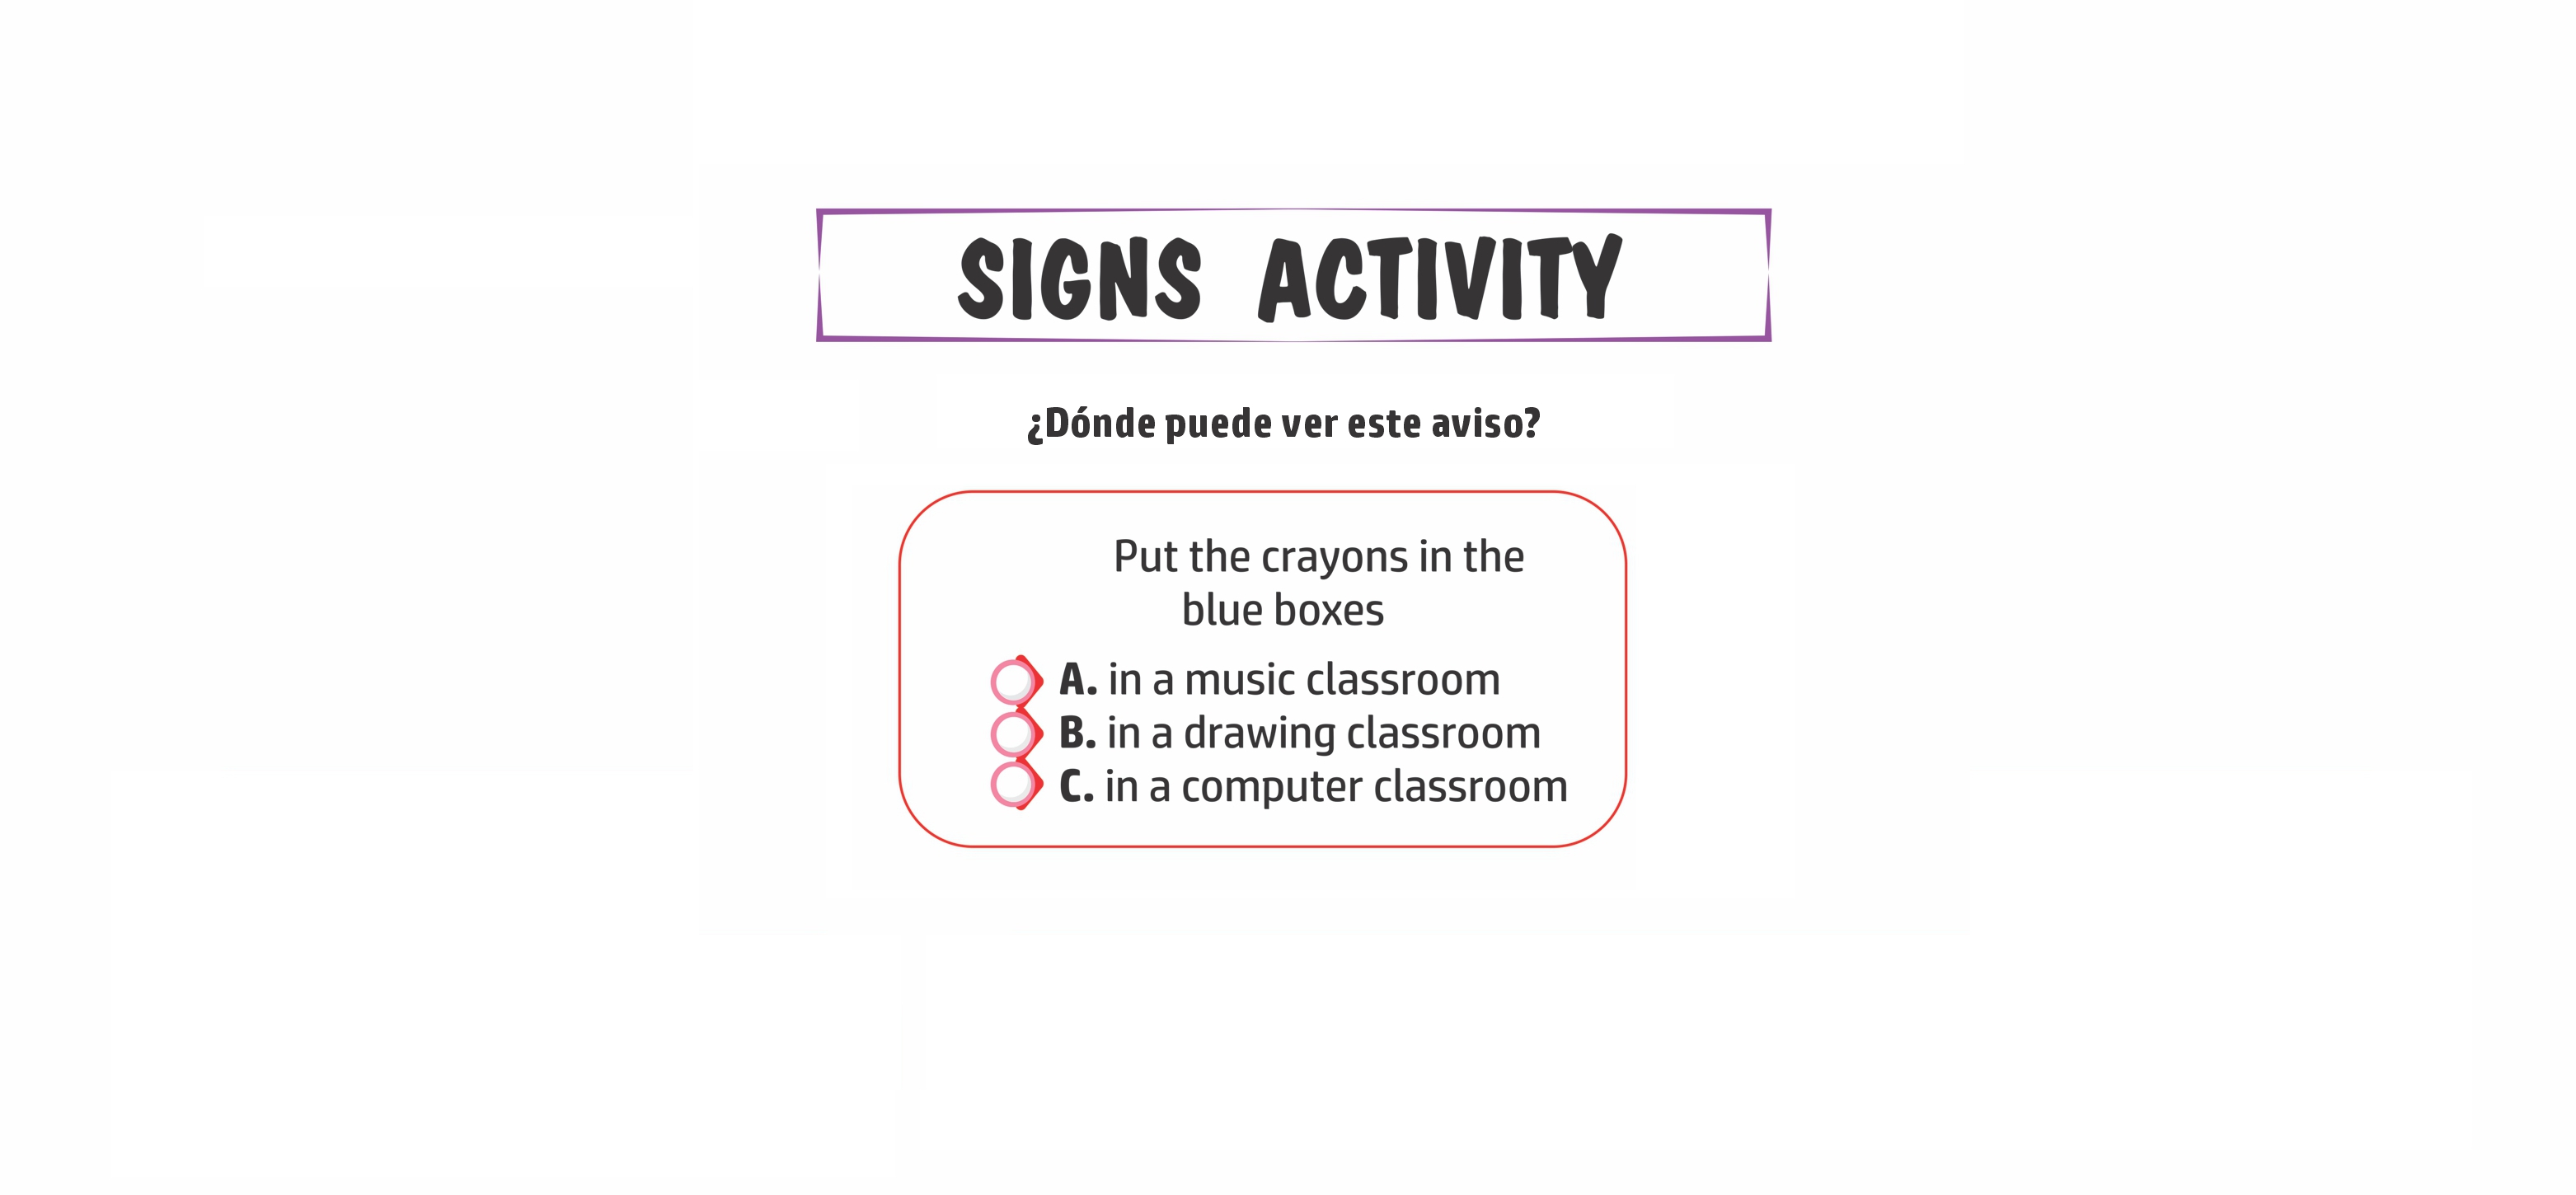 SIGNS ACTIVITY
¿Dónde puede ver este aviso?
Put the crayons in the
blue boxes
A. in a music classroom
B. in a drawing classroom
C. in a computer classroom